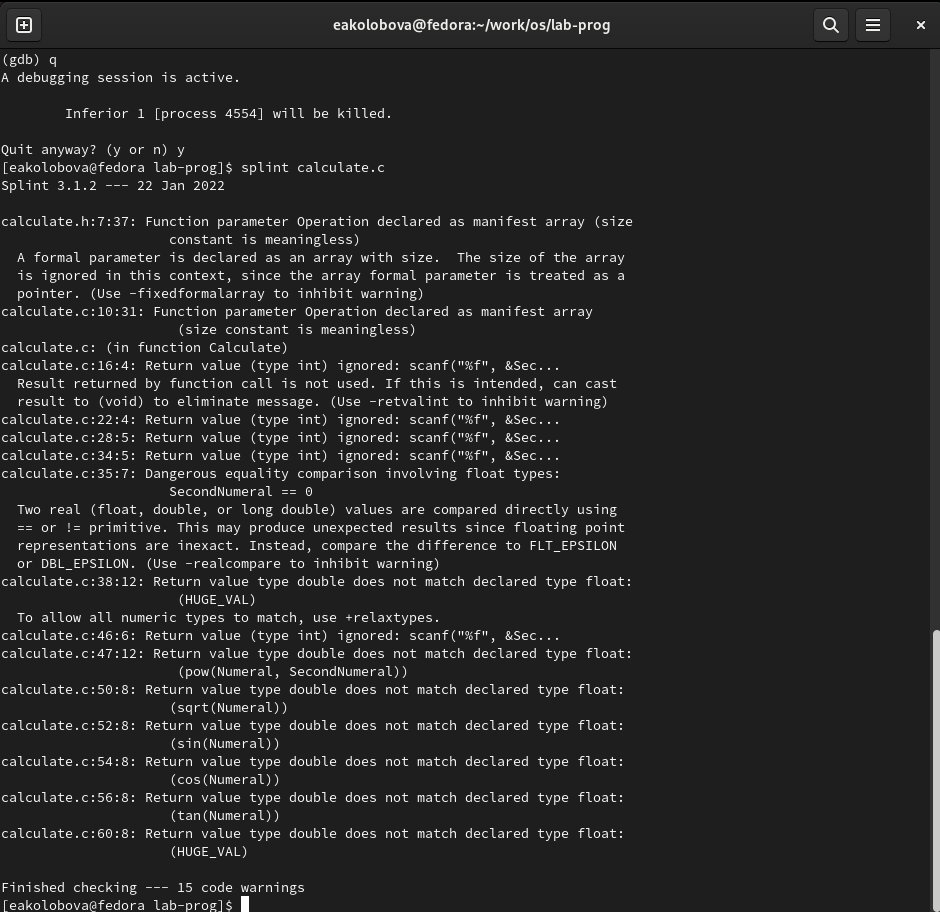 eakolobova@fedora:~/work/os/lab-prog
(gdb) q
A debugging session is active.
        Inferior 1 [process 4554] will be killed.
Quit anyway? (y or n) y
[eakolobova@fedora lab-prog]$ splint calculate.c
Splint 3.1.2 --- 22 Jan 2022
calculate.h:7:37: Function parameter Operation declared as manifest array (size
                     constant is meaningless)
  A formal parameter is declared as an array with size.  The size of the array
  is ignored in this context, since the array formal parameter is treated as a
  pointer. (Use -fixedformalarray to inhibit warning)
calculate.c:10:31: Function parameter Operation declared as manifest array
                      (size constant is meaningless)
calculate.c: (in function Calculate)
calculate.c:16:4: Return value (type int) ignored: scanf("%f", &Sec...
  Result returned by function call is not used. If this is intended, can cast
  result to (void) to eliminate message. (Use -retvalint to inhibit warning)
calculate.c:22:4: Return value (type int) ignored: scanf("%f", &Sec...
calculate.c:28:5: Return value (type int) ignored: scanf("%f", &Sec...
calculate.c:34:5: Return value (type int) ignored: scanf("%f", &Sec...
calculate.c:35:7: Dangerous equality comparison involving float types:
                     SecondNumeral == 0
  Two real (float, double, or long double) values are compared directly using
  == or != primitive. This may produce unexpected results since floating point
  representations are inexact. Instead, compare the difference to FLT_EPSILON
  or DBL_EPSILON. (Use -realcompare to inhibit warning)
calculate.c:38:12: Return value type double does not match declared type float:
                      (HUGE_VAL)
  To allow all numeric types to match, use +relaxtypes.
calculate.c:46:6: Return value (type int) ignored: scanf("%f", &Sec...
calculate.c:47:12: Return value type double does not match declared type float:
                      (pow(Numeral, SecondNumeral))
calculate.c:50:8: Return value type double does not match declared type float:
                     (sqrt(Numeral))
calculate.c:52:8: Return value type double does not match declared type float:
                     (sin(Numeral))
calculate.c:54:8: Return value type double does not match declared type float:
                     (cos(Numeral))
calculate.c:56:8: Return value type double does not match declared type float:
                     (tan(Numeral))
calculate.c:60:8: Return value type double does not match declared type float:
                     (HUGE_VAL)
Finished checking --- 15 code warnings
[eakolobova@fedora lab-prog]$